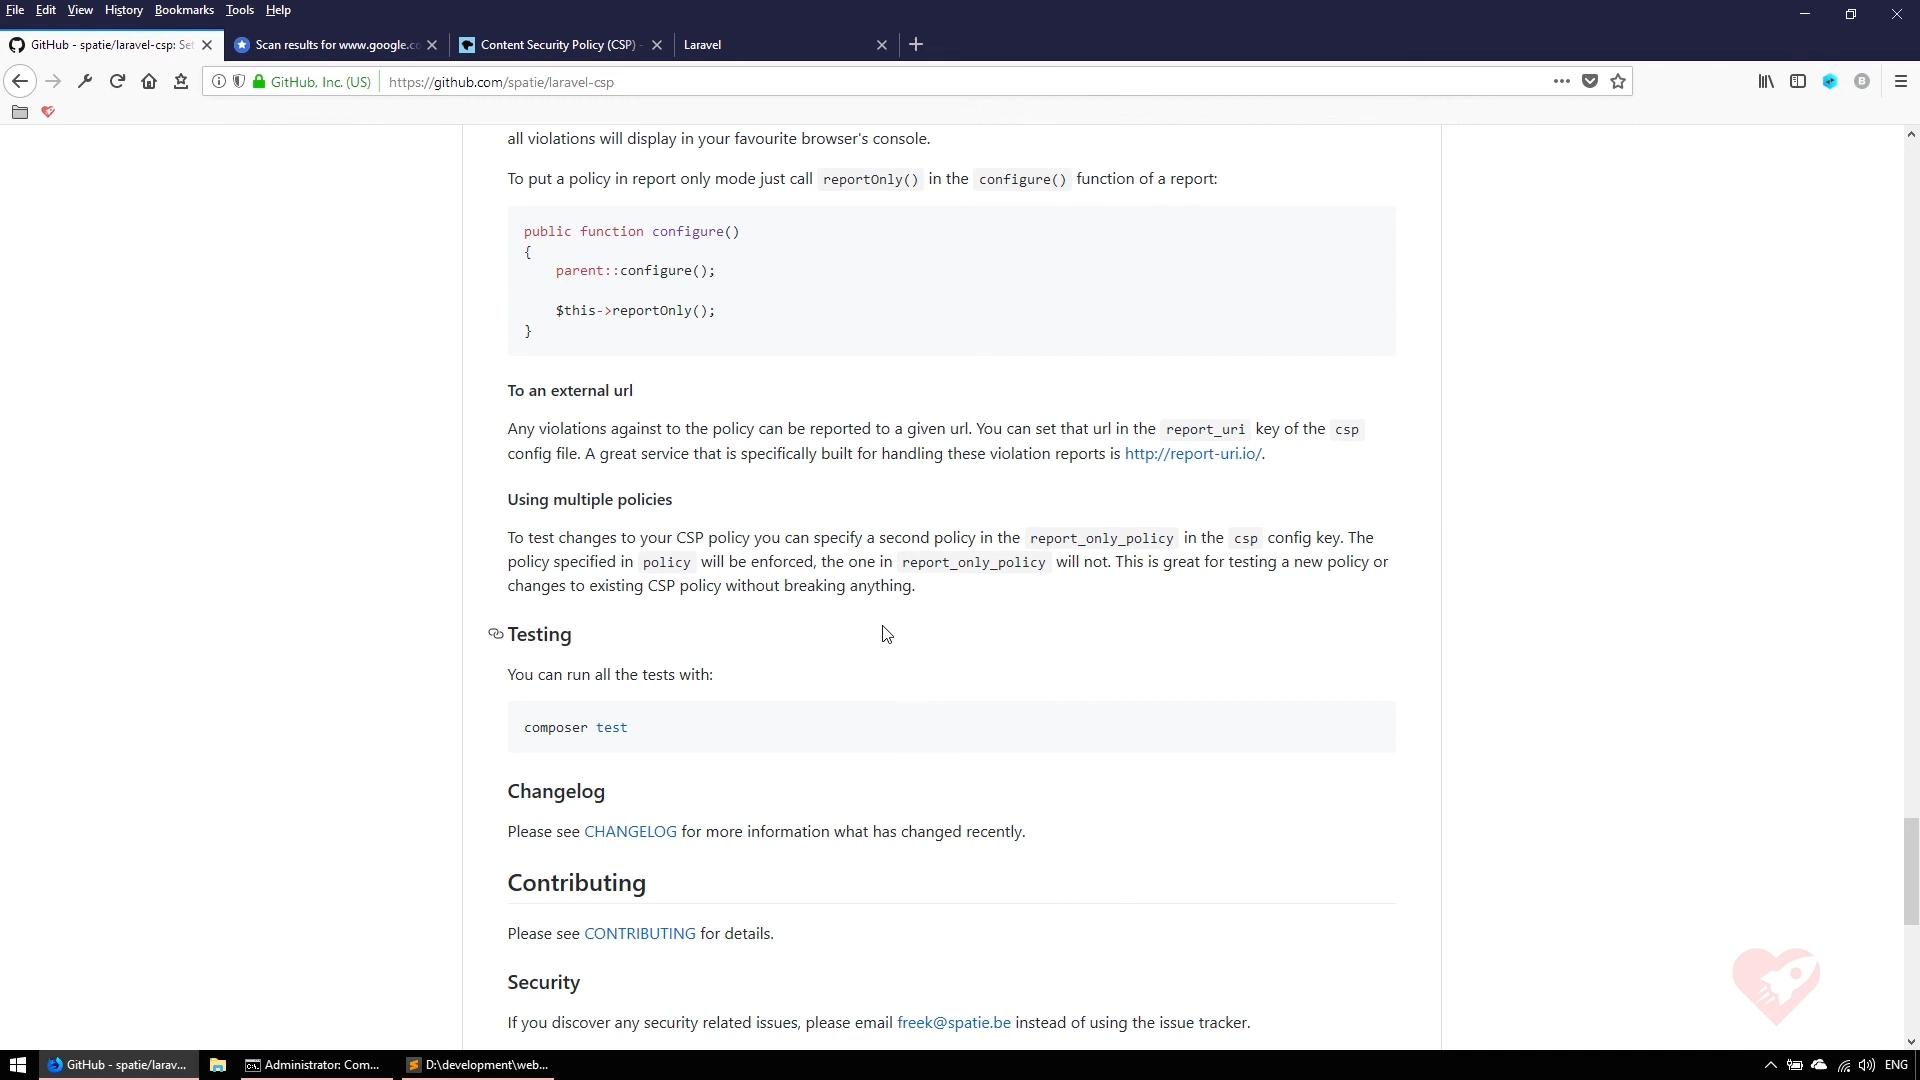 File Edit View History Bookmarks Tools Help
GitHub - spatie/laravel-csp: Set
Scan results for www.google.co
Content Security Policy (CSP) -
Laravel
GitHub, Inc. (US)
https://github.com/spatie/laravel-csp
all violations will display in your favourite browser's console.
To put a policy in report only mode just call reportOnly() in the configure() function of a report:
public function configure()
{
parent::configure();
$this->reportOnly();
}
To an external url
Any violations against to the policy can be reported to a given url. You can set that url in the report_uri key of the csp
config file. A great service that is specifically built for handling these violation reports is http://report-uri.io/.
Using multiple policies
To test changes to your CSP policy you can specify a second policy in the report_only_policy in the csp config key. The
policy specified in policy will be enforced, the one in report_only_policy will not. This is great for testing a new policy or
changes to existing CSP policy without breaking anything.
Testing
You can run all the tests with:
composer test
Changelog
Please see CHANGELOG for more information what has changed recently.
Contributing
Please see CONTRIBUTING for details.
Security
If you discover any security related issues, please email freek@spatie.be instead of using the issue tracker.
GitHub - spatie/larav...
Administrator: Com...
D:\development\web...
ENG